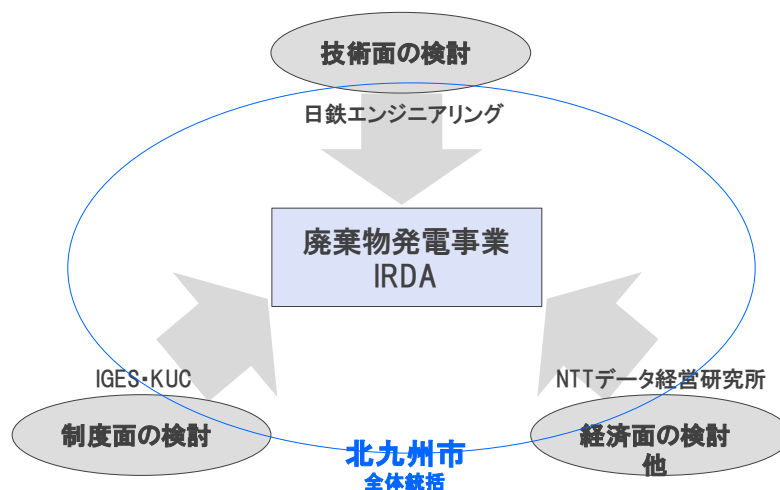 技術面の検討
日鉄エンジニアリング
廃棄物発電事業
IRDA
IGES・KUC
NTTデータ経営研究所
制度面の検討
経済面の検討
他
北九州市
全体統括